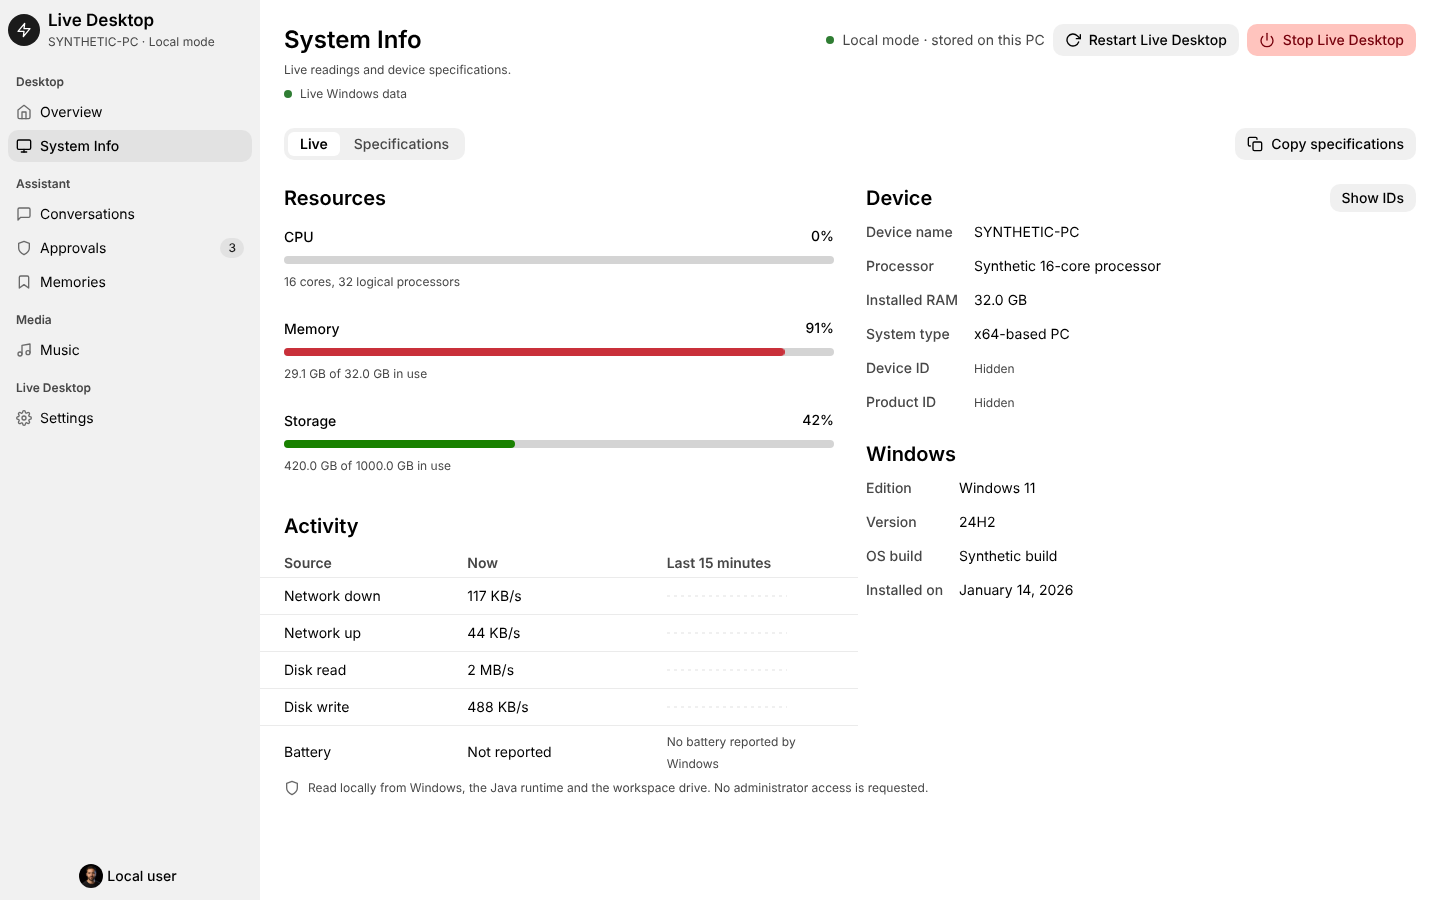 Live Desktop
SYNTHETIC-PC · Local mode
Desktop
Overview
System Info
Assistant
Conversations
Approvals 3
Memories
Media
Music
Live Desktop
Settings
Local user
System Info
Live readings and device specifications.
Live Windows data
Local mode · stored on this PC
Restart Live Desktop
Stop Live Desktop
Live Specifications
Copy specifications
Resources
CPU 0%
16 cores, 32 logical processors
Memory 91%
29.1 GB of 32.0 GB in use
Storage 42%
420.0 GB of 1000.0 GB in use
Activity
Source Now Last 15 minutes
Network down 117 KB/s
Network up 44 KB/s
Disk read 2 MB/s
Disk write 488 KB/s
Battery Not reported No battery reported by
Windows
Read locally from Windows, the Java runtime and the workspace drive. No administrator access is requested.
Device
Show IDs
Device name SYNTHETIC-PC
Processor Synthetic 16-core processor
Installed RAM 32.0 GB
System type x64-based PC
Device ID Hidden
Product ID Hidden
Windows
Edition Windows 11
Version 24H2
OS build Synthetic build
Installed on January 14, 2026